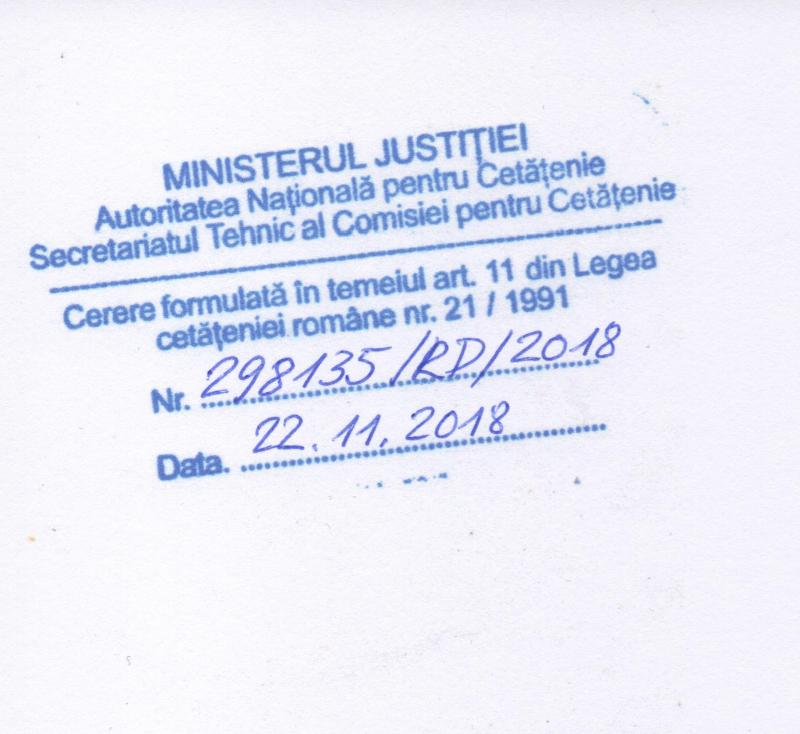 MINISTERUL JUSTIȚIEI
Autoritatea Națională pentru Cetățenie
Secretariatul Tehnic al Comisiei pentru Cetățenie
Cerere formulată în temeiul art. 11 din Legea
cetățeniei române nr. 21 / 1991
Nr. 298135/RD/2018
Data. 22.11.2018